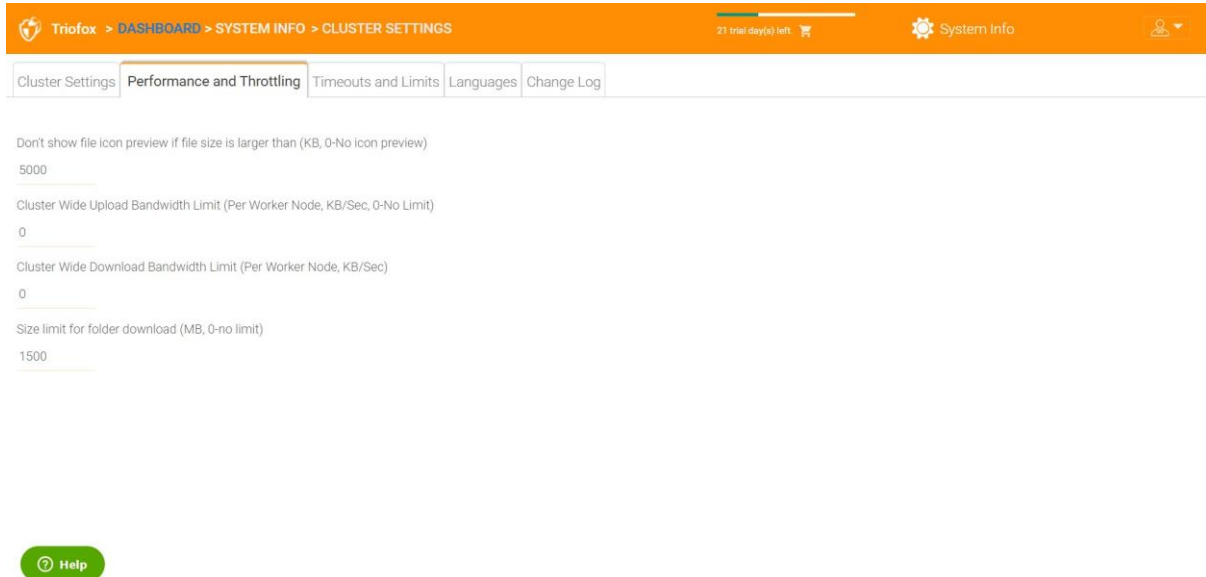 Triofox > DASHBOARD > SYSTEM INFO > CLUSTER SETTINGS
21 trial day(s) left
System Info
Cluster Settings Performance and Throttling Timeouts and Limits Languages Change Log
Don't show file icon preview if file size is larger than (KB, 0-No icon preview)
5000
Cluster Wide Upload Bandwidth Limit (Per Worker Node, KB/Sec, 0-No Limit)
0
Cluster Wide Download Bandwidth Limit (Per Worker Node, KB/Sec)
0
Size limit for folder download (MB, 0-no limit)
1500
Help